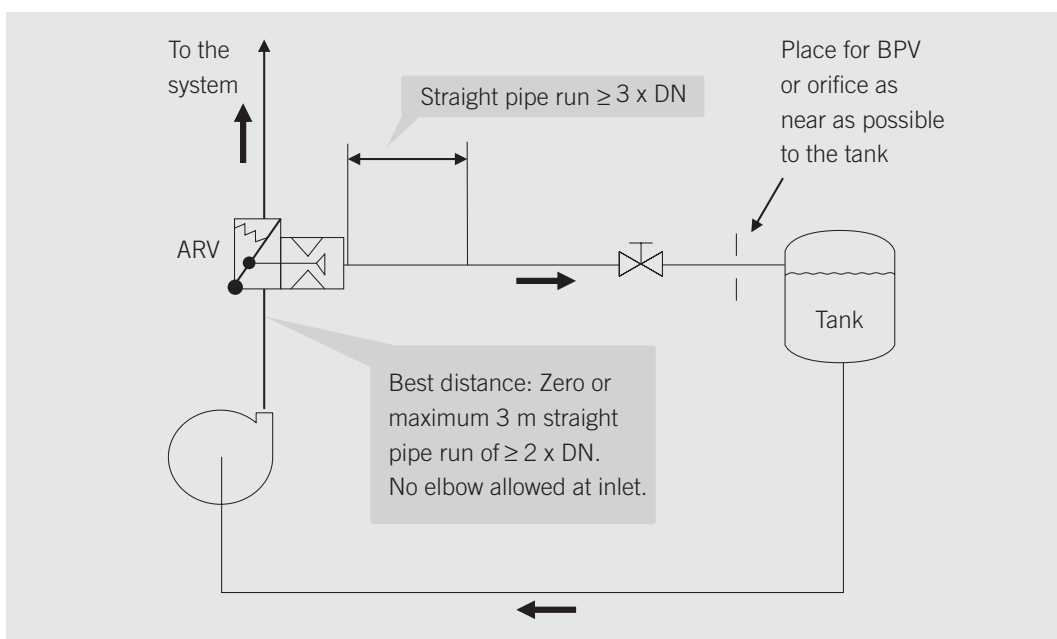 To the
system
Straight pipe run ≥ 3 x DN
Place for BPV
or orifice as
near as possible
to the tank
ARV
Tank
Best distance: Zero or
maximum 3 m straight
pipe run of ≥ 2 x DN.
No elbow allowed at inlet.